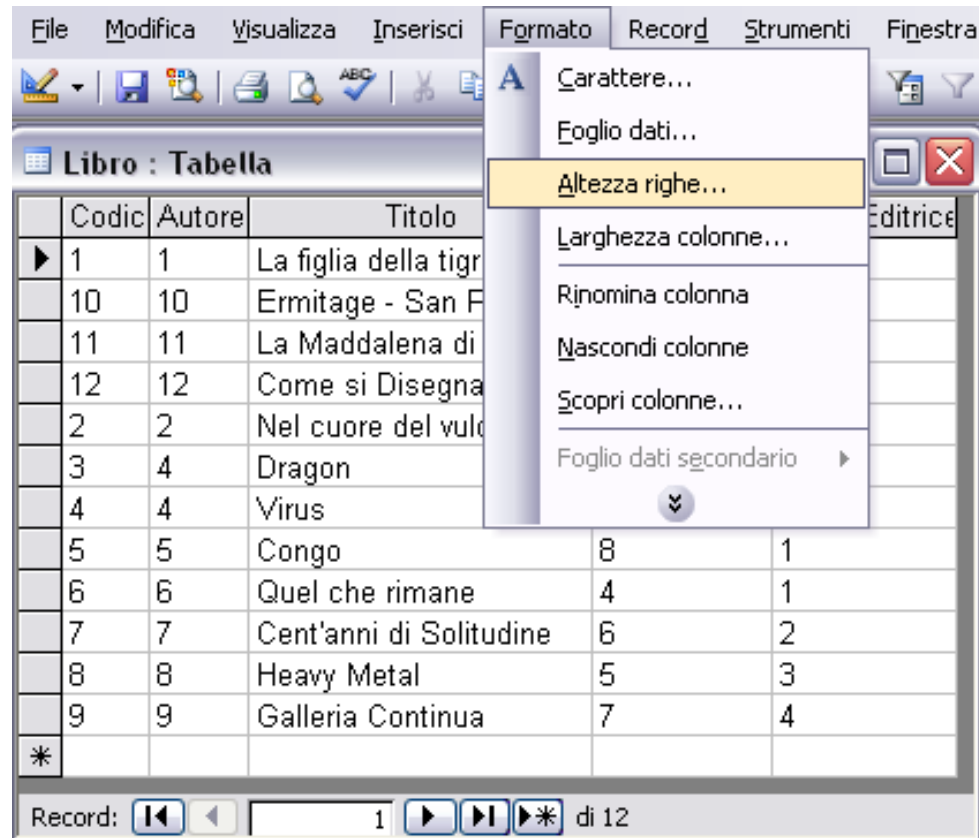 File Modifica Visualizza Inserisci Formato Record Strumenti Finestra
ABC
A Carattere...
Foglio dati...
Altezza righe...
Larghezza colonne...
Rinomina colonna
Nascondi colonne
Scopri colonne...
Foglio dati secondario
Libro : Tabella
Codic Autore Titolo Editrice
1 1 La figlia della tigr
10 10 Ermitage - San P
11 11 La Maddalena di
12 12 Come si Disegna
2 2 Nel cuore del vulc
3 4 Dragon
4 4 Virus
5 5 Congo 8 1
6 6 Quel che rimane 4 1
7 7 Cent'anni di Solitudine 6 2
8 8 Heavy Metal 5 3
9 9 Galleria Continua 7 4
Record: 1 di 12